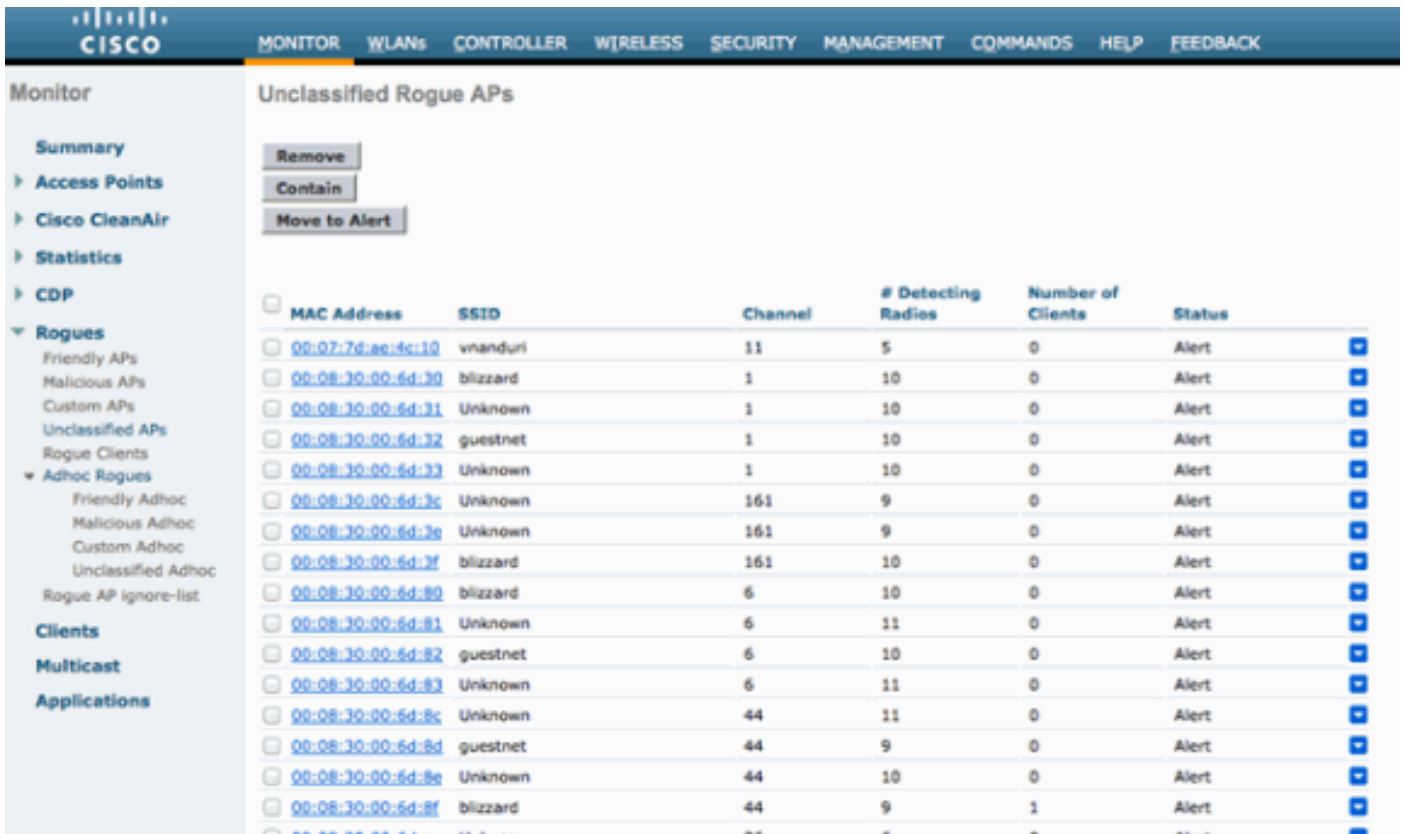 CISCO
MONITOR WLANs CONTROLLER WIRELESS SECURITY MANAGEMENT COMMANDS HELP FEEDBACK
Monitor
Summary
Access Points
Cisco CleanAir
Statistics
CDP
Rogues
Friendly APs
Malicious APs
Custom APs
Unclassified APs
Rogue Clients
Adhoc Rogues
Friendly Adhoc
Malicious Adhoc
Custom Adhoc
Unclassified Adhoc
Rogue AP ignore-list
Clients
Multicast
Applications
Unclassified Rogue APs
Remove
Contain
Move to Alert
MAC Address SSID Channel # Detecting Radios Number of Clients Status
00:07:7d:ae:4c:10 vnanduri 11 5 0 Alert
00:08:30:00:6d:30 blizzard 1 10 0 Alert
00:08:30:00:6d:31 Unknown 1 10 0 Alert
00:08:30:00:6d:32 guestnet 1 10 0 Alert
00:08:30:00:6d:33 Unknown 1 10 0 Alert
00:08:30:00:6d:3c Unknown 161 9 0 Alert
00:08:30:00:6d:3e Unknown 161 9 0 Alert
00:08:30:00:6d:3f blizzard 161 10 0 Alert
00:08:30:00:6d:80 blizzard 6 10 0 Alert
00:08:30:00:6d:81 Unknown 6 11 0 Alert
00:08:30:00:6d:82 guestnet 6 10 0 Alert
00:08:30:00:6d:83 Unknown 6 11 0 Alert
00:08:30:00:6d:8c Unknown 44 11 0 Alert
00:08:30:00:6d:8d guestnet 44 9 0 Alert
00:08:30:00:6d:8e Unknown 44 10 0 Alert
00:08:30:00:6d:8f blizzard 44 9 1 Alert